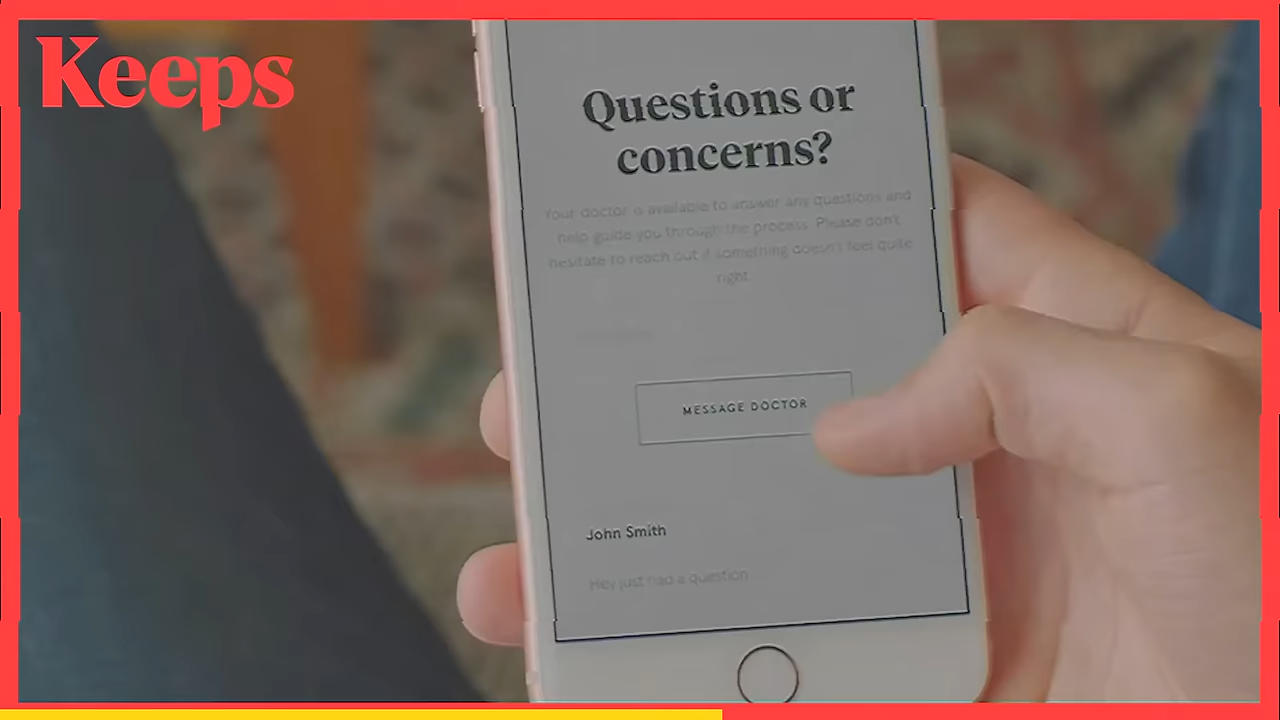 Keeps
Questions or
concerns?
Your doctor is available to answer any questions and
help guide you through the process. Please don't
hesitate to reach out if something doesn't feel quite
right.
MESSAGE DOCTOR
John Smith
Hey just had a question